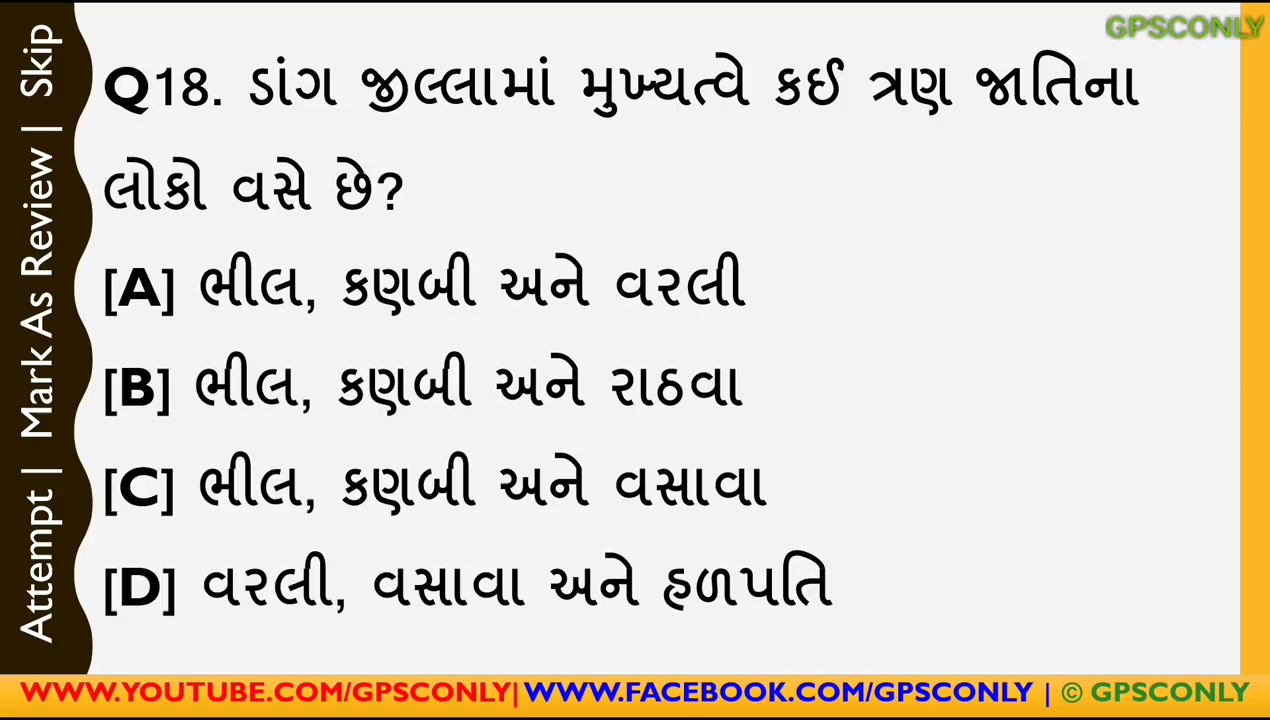 GPSCONLY
Attempt | Mark As Review | Skip
Q18. ડાંગ જીલ્લામાં મુખ્યત્વે કઈ ત્રણ જાતિના
લોકો વસે છે?
[A] ભીલ, કણબી અને વરલી
[B] ભીલ, કણબી અને રાઠવા
[C] ભીલ, કણબી અને વસાવા
[D] વરલી, વસાવા અને હળપતિ
WWW.YOUTUBE.COM/GPSCONLY| WWW.FACEBOOK.COM/GPSCONLY | © GPSCONLY